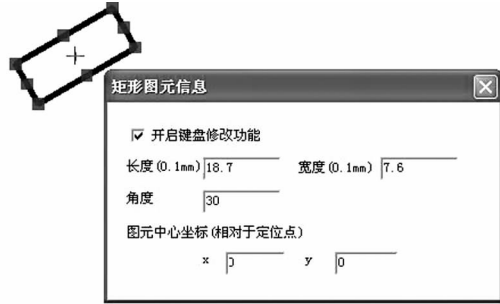 矩形图元信息
开启键盘修改功能
长度(0.1mm) 18.7 宽度(0.1mm) 7.6
角度 30
图元中心坐标(相对于定位点)
x 0 y 0